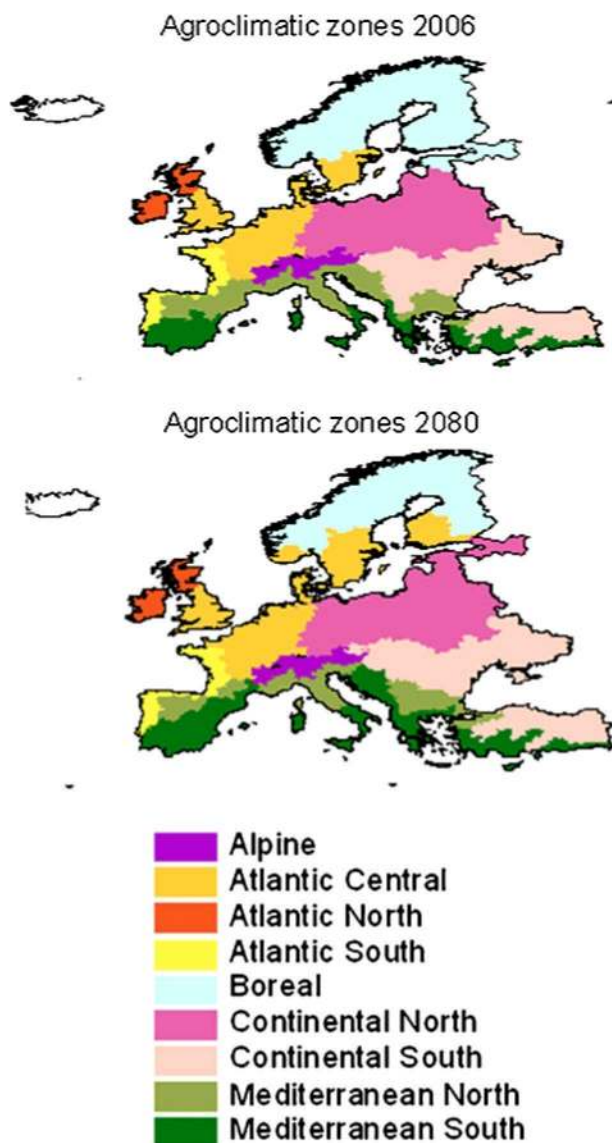 Agroclimatic zones 2006
Agroclimatic zones 2080
Alpine
Atlantic Central
Atlantic North
Atlantic South
Boreal
Continental North
Continental South
Mediterranean North
Mediterranean South